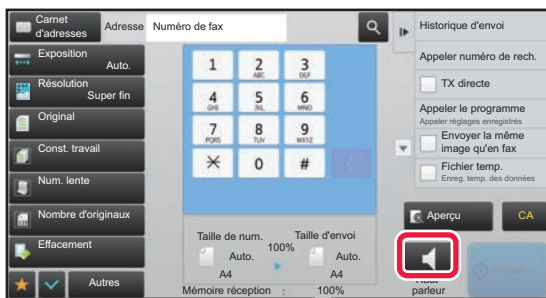 Carnet
d'adresses
Adresse
Numéro de fax
Exposition
Auto.
Résolution
Super fin
Original
Const. travail
Num. lente
Nombre d'originaux
Effacement
Autres
1
2
ABC
3
DEF
4
GHI
5
JKL
6
MNO
7
PQRS
8
TUV
9
WXYZ
0
#
C
Taille de num.
100%
Taille d'envoi
Auto.
Auto.
A4
A4
Mémoire réception : 100%
Historique d'envoi
Appeler numéro de rech.
TX directe
Appeler le programme
Appeler réglages enregistrés
Envoyer la même
image qu'en fax
Fichier temp.
Enreg. temp. des données
Aperçu
CA
Haut
parleur
Départ